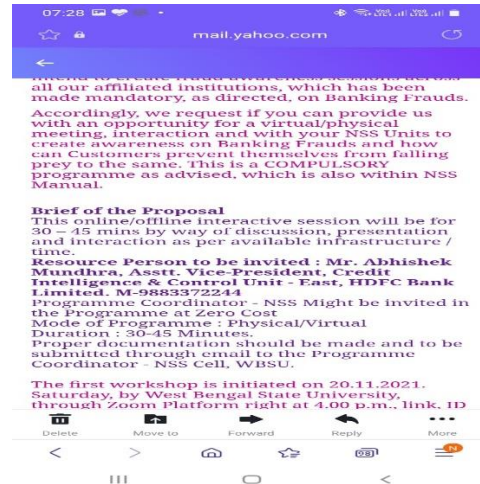 07:28
mail.yahoo.com
intend to create fraud awareness sessions across
all our affiliated institutions, which has been
made mandatory, as directed, on Banking Frauds.
Accordingly, we request if you can provide us
with an opportunity for a virtual/physical
meeting, interaction and with your NSS Units to
create awareness on Banking Frauds and how
can Customers prevent themselves from falling
prey to the same. This is a COMPULSORY
programme as advised, which is also within NSS
Manual.
Brief of the Proposal
This online/offline interactive session will be for
30 – 45 mins by way of discussion, presentation
and interaction as per available infrastructure /
time.
Resource Person to be invited : Mr. Abhishek
Mundhra, Asstt. Vice-President, Credit
Intelligence & Control Unit - East, HDFC Bank
Limited. M-9883372244
Programme Coordinator - NSS Might be invited in
the Programme at Zero Cost
Mode of Programme : Physical/Virtual
Duration : 30-45 Minutes.
Proper documentation should be made and to be
submitted through email to the Programme
Coordinator - NSS Cell, WBSU.
The first workshop is initiated on 20.11.2021.
Saturday, by West Bengal State University,
through Zoom Platform right at 4.00 p.m., link, ID
Delete Move to Forward Reply More
N